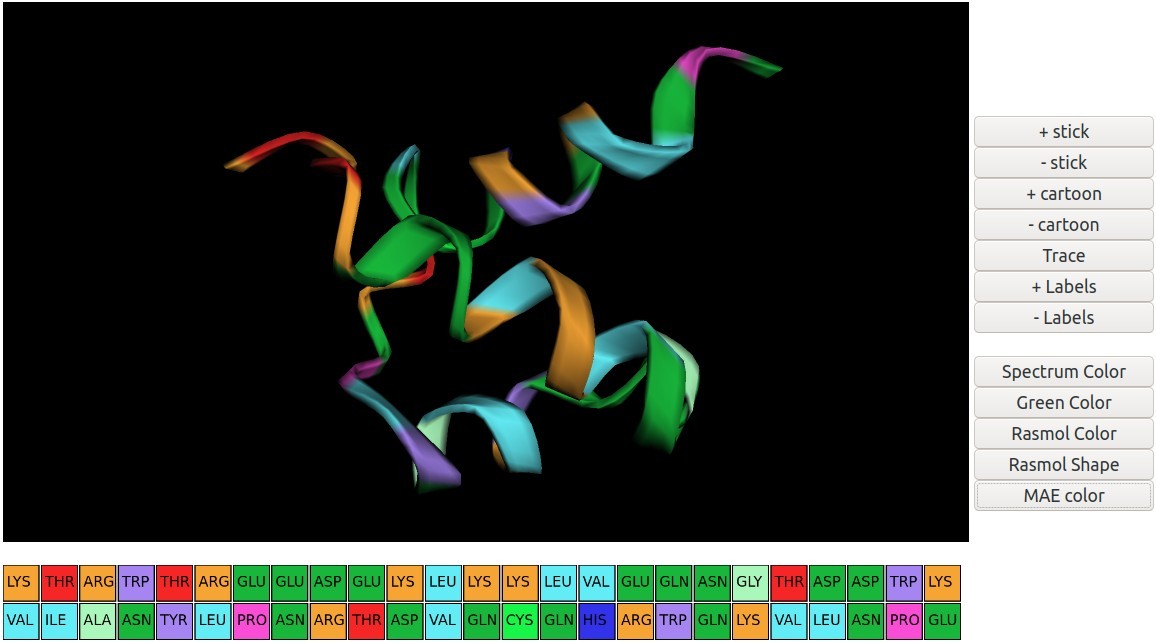 + stick
- stick
+ cartoon
- cartoon
Trace
+ Labels
- Labels
Spectrum Color
Green Color
Rasmol Color
Rasmol Shape
MAE color
LYS THR ARG TRP THR ARG GLU GLU ASP GLU LYS LEU LYS LYS LEU VAL GLU GLN ASN GLY THR ASP ASP TRP LYS
VAL ILE ALA ASN TYR LEU PRO ASN ARG THR ASP VAL GLN CYS GLN HIS ARG TRP GLN LYS VAL LEU ASN PRO GLU